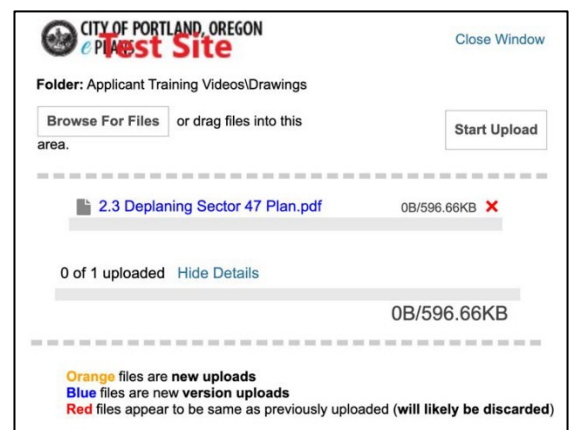 CITY OF PORTLAND, OREGON
e PLANS Test Site
Close Window
Folder: Applicant Training Videos\Drawings
Browse For Files or drag files into this
area.
Start Upload
2.3 Deplaning Sector 47 Plan.pdf 0B/596.66KB
0 of 1 uploaded Hide Details
0B/596.66KB
Orange files are new uploads
Blue files are new version uploads
Red files appear to be same as previously uploaded (will likely be discarded)